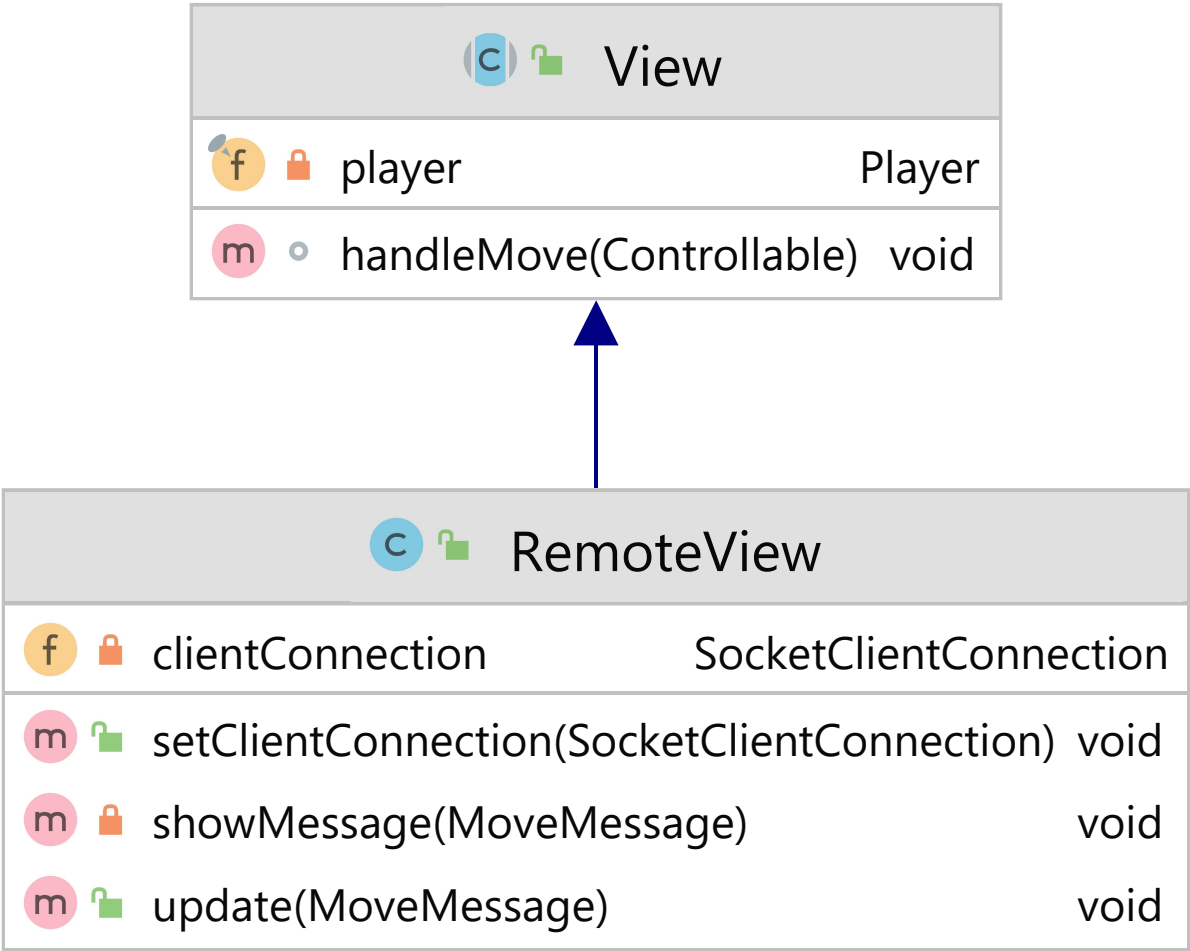 C View
f player Player
m handleMove(Controllable) void
C RemoteView
f clientConnection SocketClientConnection
m setClientConnection(SocketClientConnection) void
m showMessage(MoveMessage) void
m update(MoveMessage) void